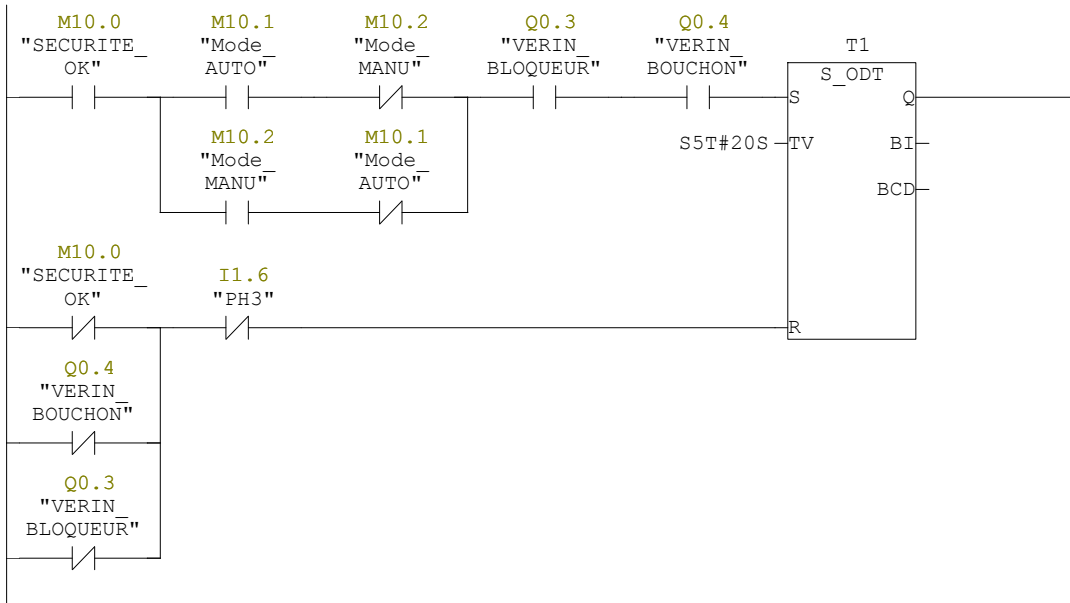 M10.0 M10.1 M10.2 Q0.3 Q0.4
"SECURITE_ "Mode_ "Mode_ "VERIN_ "VERIN_ T1
OK" AUTO" MANU" BLOQUEUR" BOUCHON" S_ODT
S Q
M10.2 M10.1
"Mode_ "Mode_ S5T#20S TV BI
MANU" AUTO"
BCD
M10.0
"SECURITE_ I1.6
OK" "PH3"
R
Q0.4
"VERIN_
BOUCHON"
Q0.3
"VERIN_
BLOQUEUR"